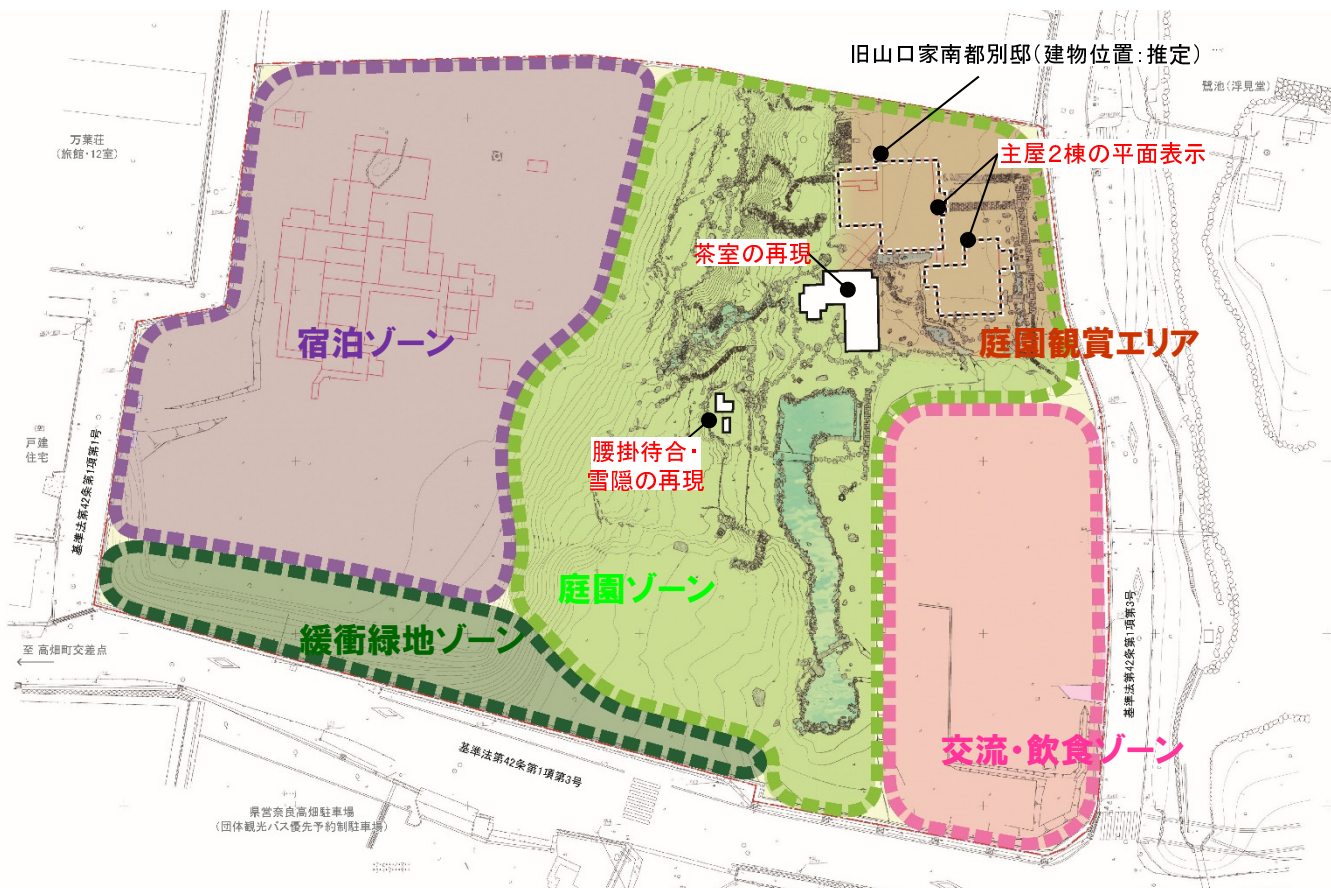 旧山口家南都別邸(建物位置:推定)
鷺池(浮見堂)
万葉荘
(旅館・12室)
主屋2棟の平面表示
茶室の再現
宿泊ゾーン
庭園観賞エリア
戸建
住宅
腰掛待合・
雪隠の再現
基準法第42条第1項第1号
庭園ゾーン
緩衝緑地ゾーン
至 高畑町交差点
基準法第42条第1項第3号
交流・飲食ゾーン
基準法第42条第1項第3号
県営奈良高畑駐車場
(団体観光バス優先予約制駐車場)